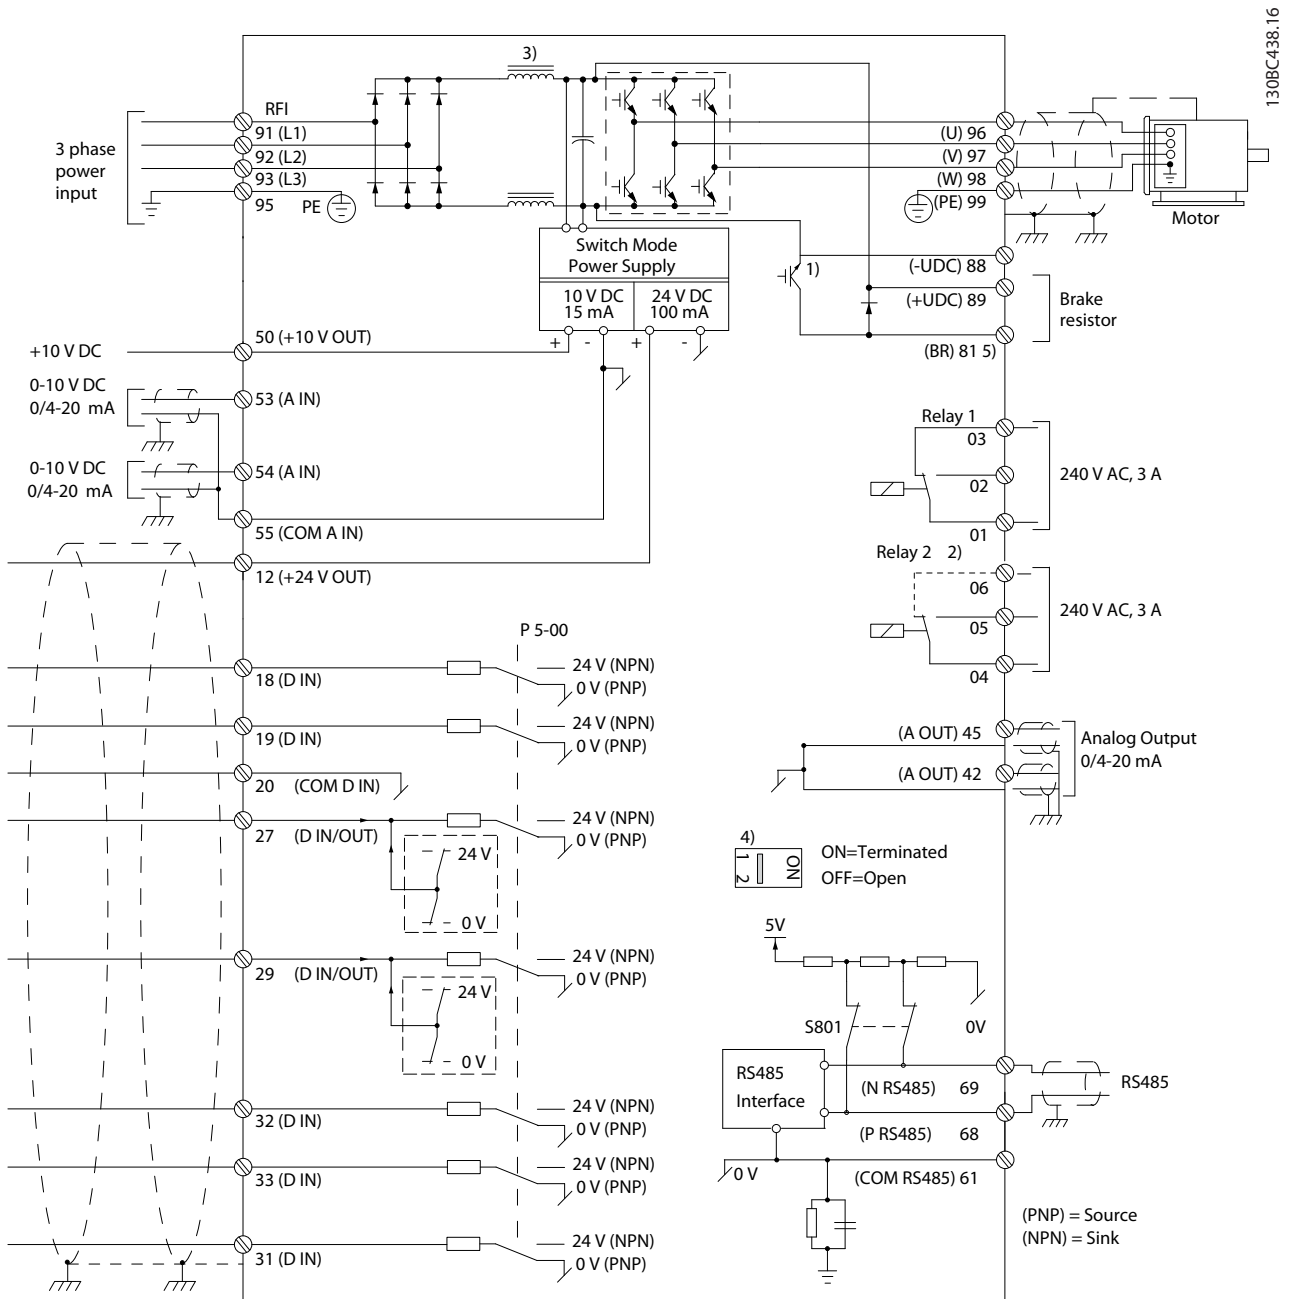 130BC438.16
3)
RFI
91 (L1)
92 (L2)
93 (L3)
95
PE
3 phase
power
input
(U) 96
(V) 97
(W) 98
(PE) 99
Motor
Switch Mode
Power Supply
10 V DC
15 mA
24 V DC
100 mA
+
-
+
-
1)
(-UDC) 88
(+UDC) 89
(BR) 81 5)
Brake
resistor
50 (+10 V OUT)
+10 V DC
0-10 V DC
0/4-20 mA
53 (A IN)
0-10 V DC
0/4-20 mA
54 (A IN)
55 (COM A IN)
12 (+24 V OUT)
Relay 1
03
02
01
240 V AC, 3 A
Relay 2 2)
06
05
04
240 V AC, 3 A
P 5-00
18 (D IN)
24 V (NPN)
0 V (PNP)
19 (D IN)
24 V (NPN)
0 V (PNP)
20 (COM D IN)
27 (D IN/OUT)
24 V (NPN)
0 V (PNP)
24 V
0 V
29 (D IN/OUT)
24 V (NPN)
0 V (PNP)
24 V
0 V
32 (D IN)
24 V (NPN)
0 V (PNP)
33 (D IN)
24 V (NPN)
0 V (PNP)
31 (D IN)
24 V (NPN)
0 V (PNP)
(A OUT) 45
(A OUT) 42
Analog Output
0/4-20 mA
4)
1
2
ON
ON=Terminated
OFF=Open
5V
S801
0V
RS485
Interface
(N RS485) 69
(P RS485) 68
RS485
0 V
(COM RS485) 61
(PNP) = Source
(NPN) = Sink